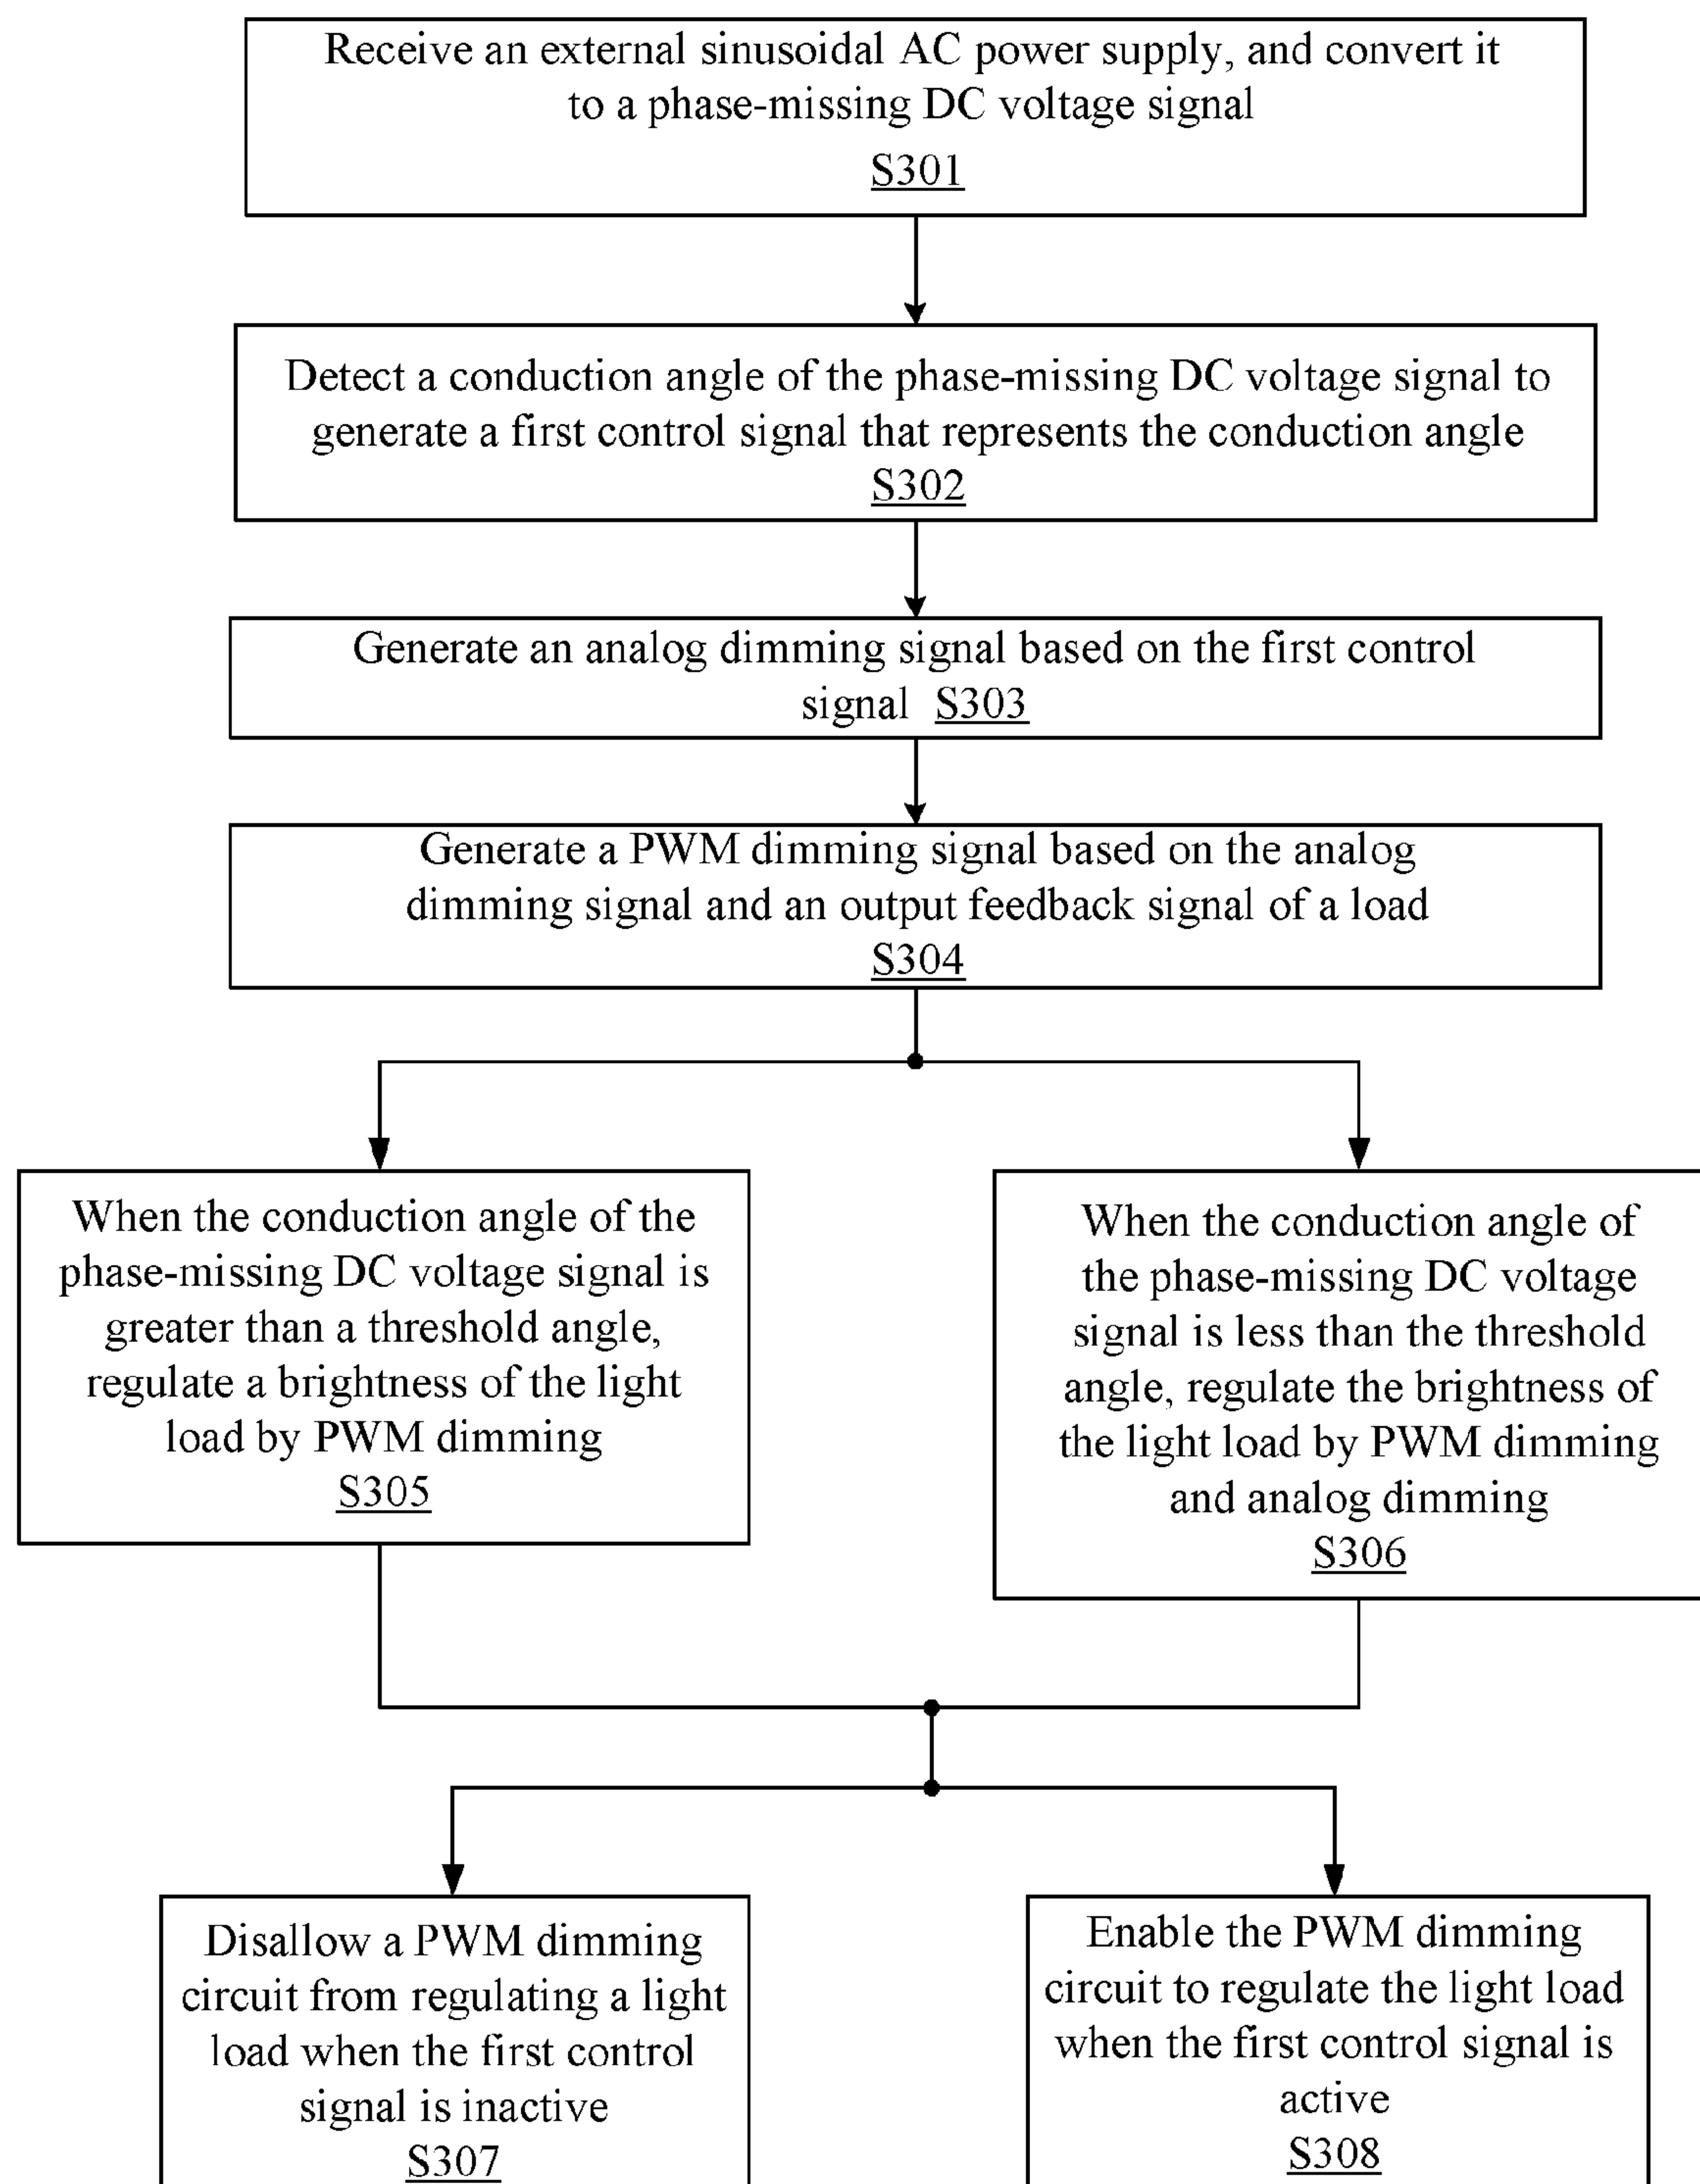 Receive an external sinusoidal AC power supply, and convert it
to a phase-missing DC voltage signal
S301
Detect a conduction angle of the phase-missing DC voltage signal to
generate a first control signal that represents the conduction angle
S302
Generate an analog dimming signal based on the first control
signal S303
Generate a PWM dimming signal based on the analog
dimming signal and an output feedback signal of a load
S304
When the conduction angle of the
phase-missing DC voltage signal is
greater than a threshold angle,
regulate a brightness of the light
load by PWM dimming
S305
When the conduction angle of
the phase-missing DC voltage
signal is less than the threshold
angle, regulate the brightness of
the light load by PWM dimming
and analog dimming
S306
Disallow a PWM dimming
circuit from regulating a light
load when the first control
signal is inactive
S307
Enable the PWM dimming
circuit to regulate the light load
when the first control signal is
active
S308